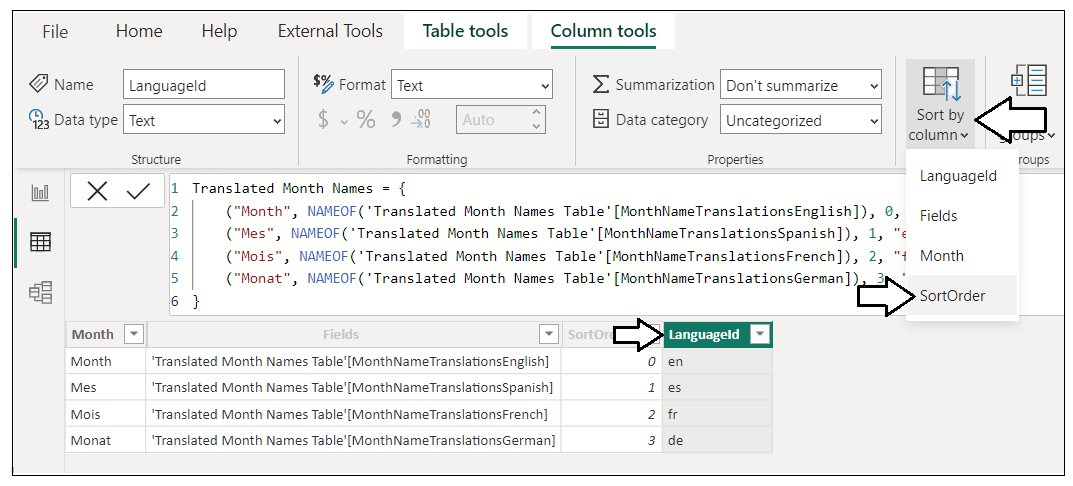 File Home Help External Tools Table tools Column tools
Name LanguageId
Data type Text
Structure
$% Format Text
$ % 9 .00 →.0 Auto
Formatting
Summarization Don't summarize
Data category Uncategorized
Properties
Sort by
column
groups
roups
LanguageId
Fields
Month
SortOrder
1 Translated Month Names = {
2 ("Month", NAMEOF('Translated Month Names Table'[MonthNameTranslationsEnglish]), 0,
3 ("Mes", NAMEOF('Translated Month Names Table'[MonthNameTranslationsSpanish]), 1, "e
4 ("Mois", NAMEOF('Translated Month Names Table'[MonthNameTranslationsFrench]), 2, "f
5 ("Monat", NAMEOF('Translated Month Names Table'[MonthNameTranslationsGerman]), 3, "
6 }
Month Fields SortOr LanguageId
Month 'Translated Month Names Table'[MonthNameTranslationsEnglish] 0 en
Mes 'Translated Month Names Table'[MonthNameTranslationsSpanish] 1 es
Mois 'Translated Month Names Table'[MonthNameTranslationsFrench] 2 fr
Monat 'Translated Month Names Table'[MonthNameTranslationsGerman] 3 de